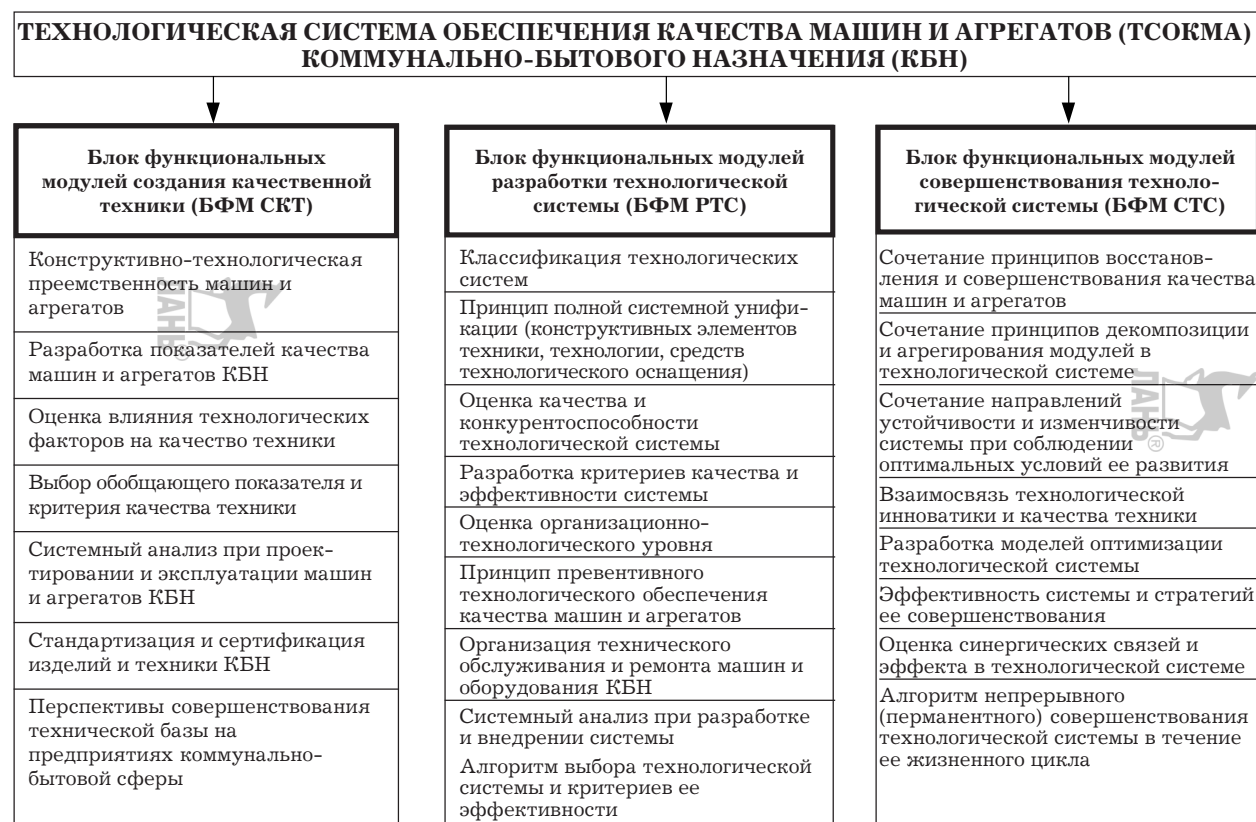 ТЕХНОЛОГИЧЕСКАЯ СИСТЕМА ОБЕСПЕЧЕНИЯ КАЧЕСТВА МАШИН И АГРЕГАТОВ (ТСОКМА)
КОММУНАЛЬНО-БЫТОВОГО НАЗНАЧЕНИЯ (КБН)
Блок функциональных
модулей создания качественной
техники (БФМ СКТ)
Конструктивно-технологическая
преемственность машин и
агрегатов
Разработка показателей качества
машин и агрегатов КБН
Оценка влияния технологических
факторов на качество техники
Выбор обобщающего показателя и
критерия качества техники
Системный анализ при проек-
тировании и эксплуатации машин
и агрегатов КБН
Стандартизация и сертификация
изделий и техники КБН
Перспективы совершенствования
технической базы на
предприятиях коммунально-
бытовой сферы
Блок функциональных модулей
разработки технологической
системы (БФМ РТС)
Классификация технологических
систем
Принцип полной системной унифи-
кации (конструктивных элементов
техники, технологии, средств
технологического оснащения)
Оценка качества и
конкурентоспособности
технологической системы
Разработка критериев качества и
эффективности системы
Оценка организационно-
технологического уровня
Принцип превентивного
технологического обеспечения
качества машин и агрегатов
Организация технического
обслуживания и ремонта машин и
оборудования КБН
Системный анализ при разработке
и внедрении системы
Алгоритм выбора технологической
системы и критериев ее
эффективности
Блок функциональных модулей
совершенствования техноло-
гической системы (БФМ СТС)
Сочетание принципов восстанов-
ления и совершенствования качества
машин и агрегатов
Сочетание принципов декомпозиции
и агрегирования модулей в
технологической системе
Сочетание направлений
устойчивости и изменчивости
системы при соблюдении
оптимальных условий ее развития
Взаимосвязь технологической
инноватики и качества техники
Разработка моделей оптимизации
технологической системы
Эффективность системы и стратегий
ее совершенствования
Оценка синергических связей и
эффекта в технологической системе
Алгоритм непрерывного
(перманентного) совершенствования
технологической системы в течение
ее жизненного цикла
ЛАНЬ®
ЛАНЬ®